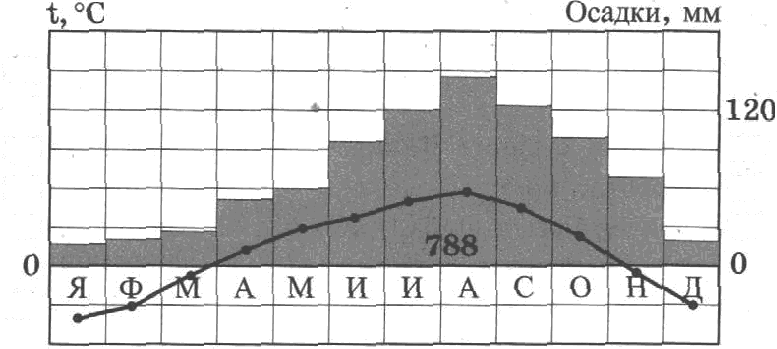 t, °C Осадки, мм
120
788
0 0
Я Ф М А М И И А С О Н Д